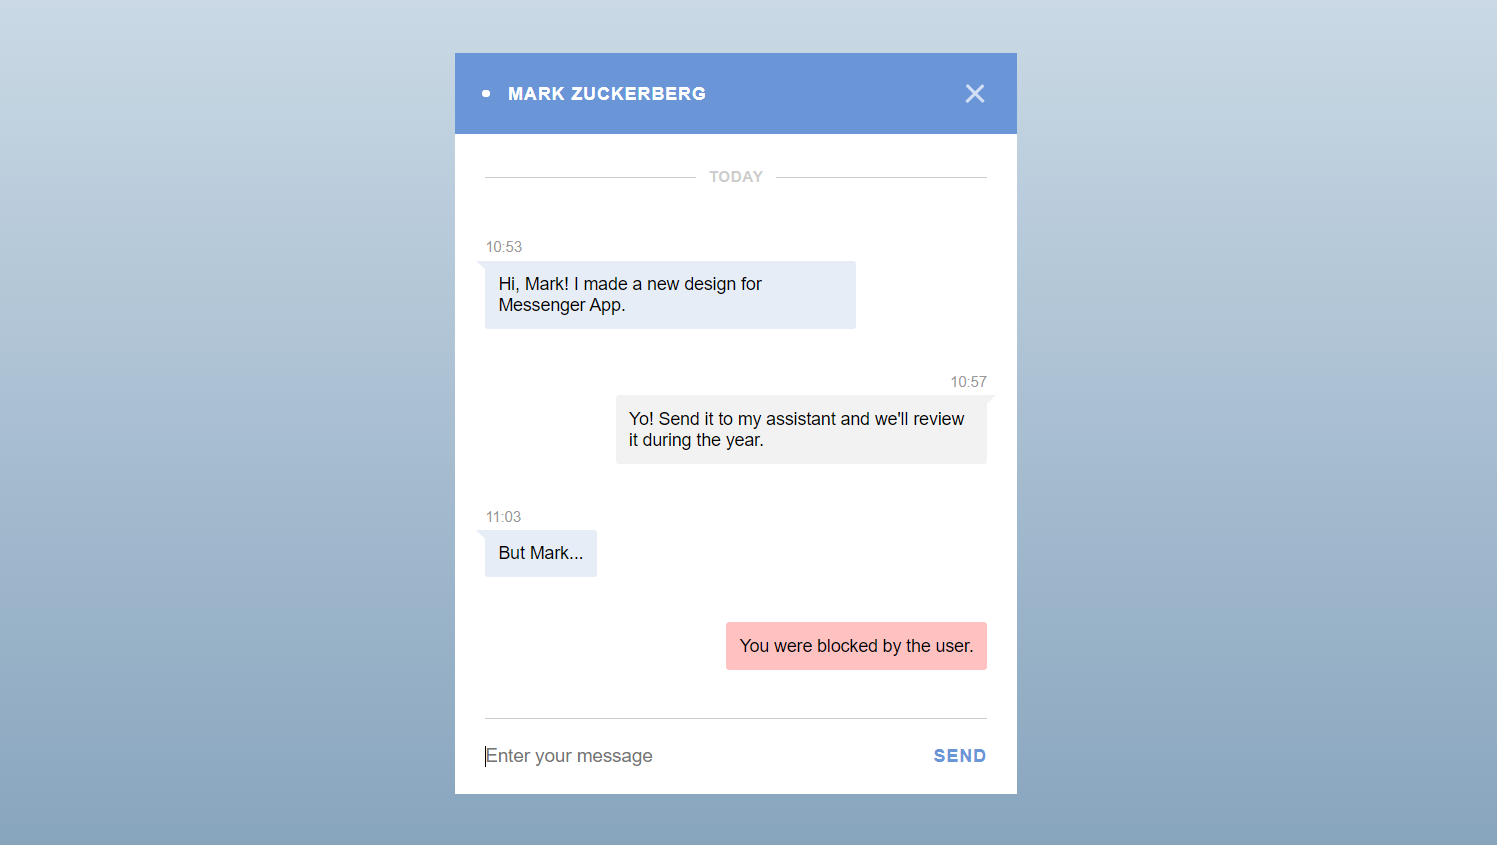 MARK ZUCKERBERG
TODAY
10:53
Hi, Mark! I made a new design for
Messenger App.
10:57
Yo! Send it to my assistant and we'll review
it during the year.
11:03
But Mark...
You were blocked by the user.
Enter your message
SEND